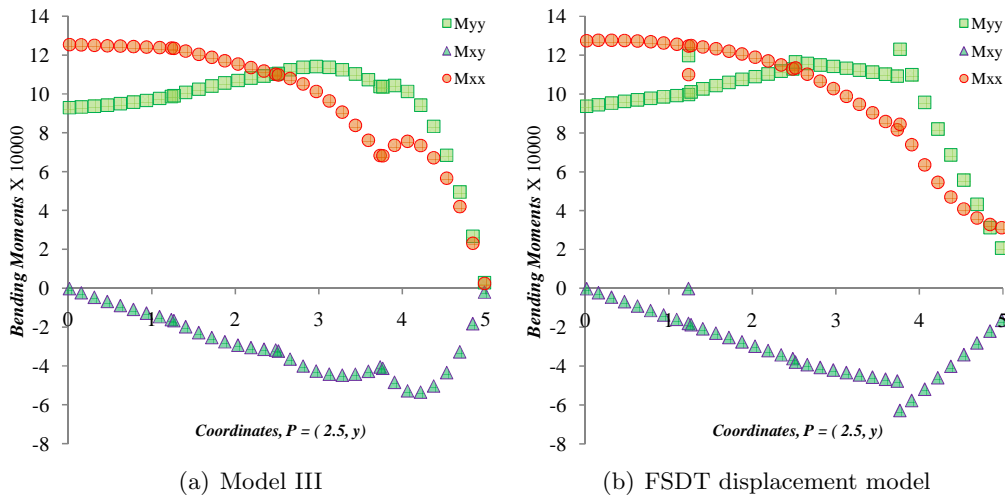 14
12
10
8
6
4
2
0
-2
-4
-6
-8
0 1 2 3 4 5
Bending Moments X 10000
Coordinates, P = ( 2.5, y)
Myy
Mxy
Mxx
(a) Model III
14
12
10
8
6
4
2
0
-2
-4
-6
-8
0 1 2 3 4 5
Bending Moments X 10000
Coordinates, P = ( 2.5, y)
Myy
Mxy
Mxx
(b) FSDT displacement model